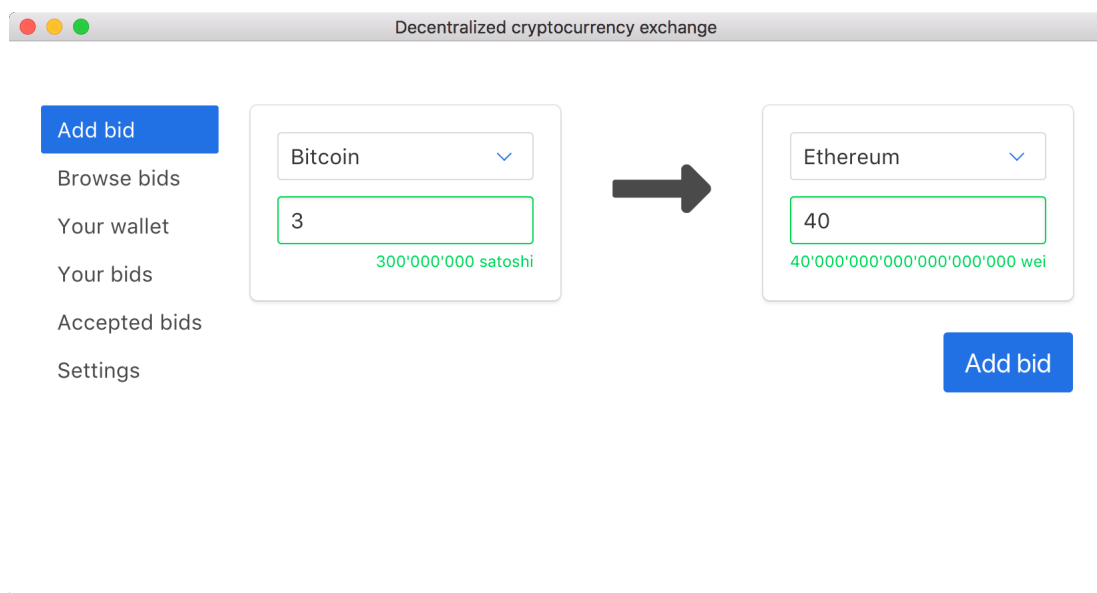 Decentralized cryptocurrency exchange
Add bid
Browse bids
Your wallet
Your bids
Accepted bids
Settings
Bitcoin
3
300'000'000 satoshi
Ethereum
40
40'000'000'000'000'000'000 wei
Add bid